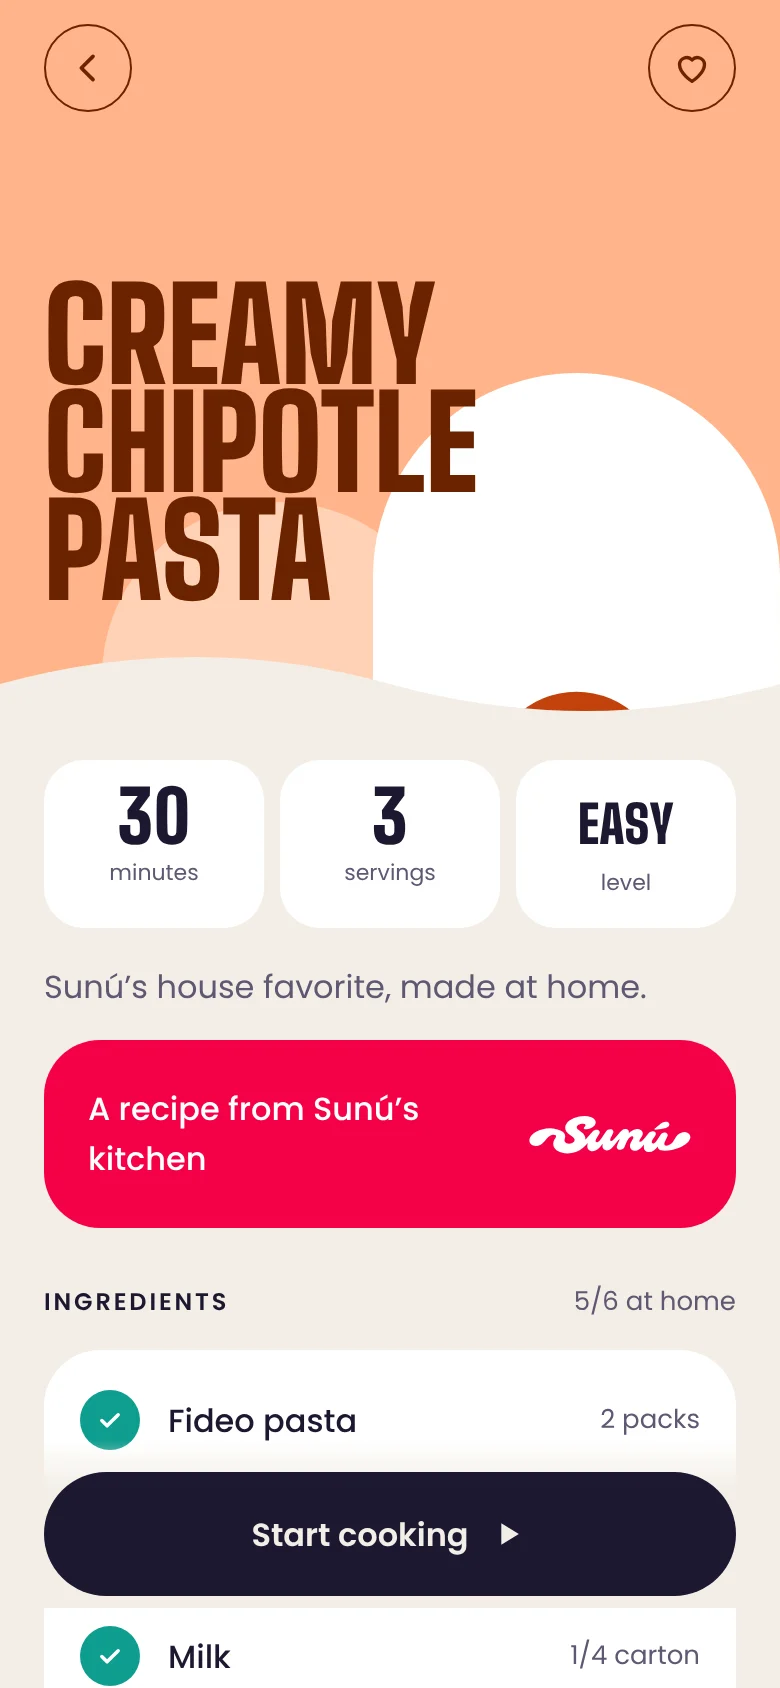 CREAMY
CHIPOTLE
PASTA
30
minutes
3
servings
EASY
level
Sunú’s house favorite, made at home.
A recipe from Sunú’s
kitchen
Sunú
INGREDIENTS
5/6 at home
Fideo pasta
2 packs
Start cooking
Milk
1/4 carton